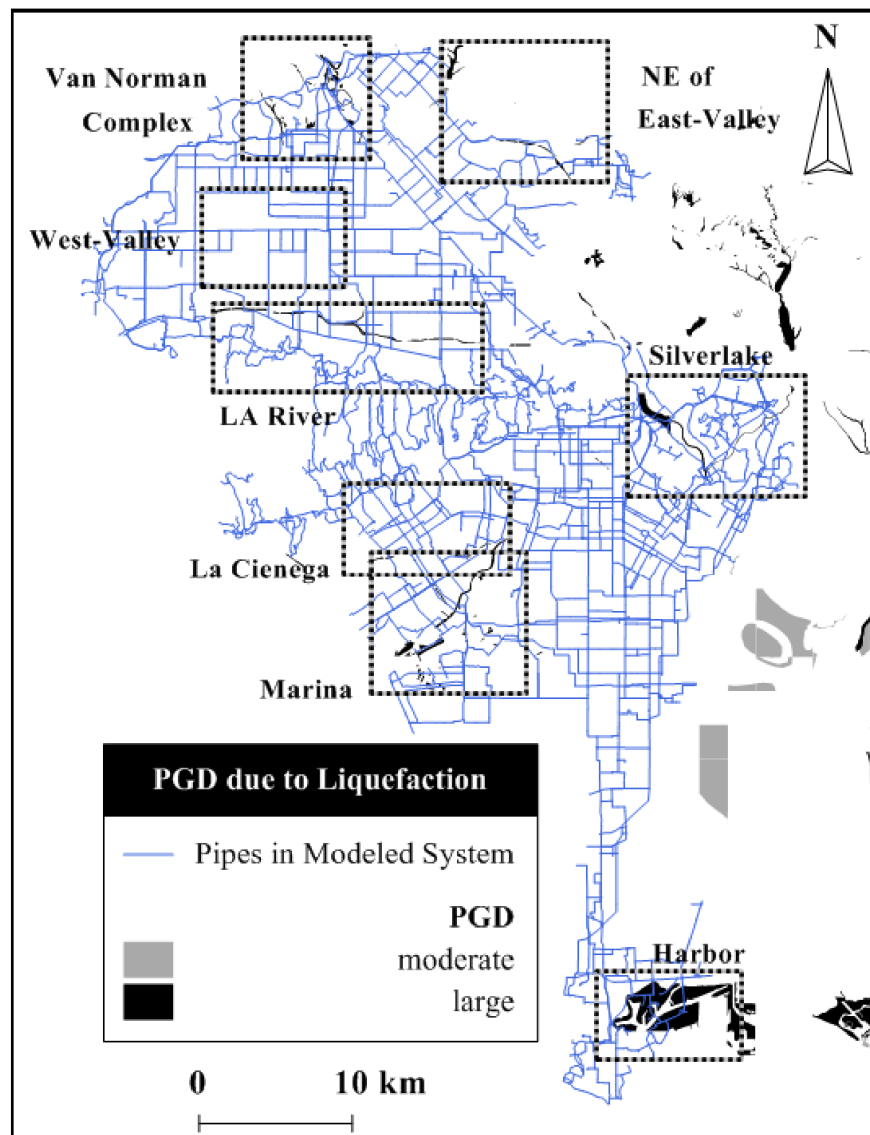 N
Van Norman
Complex
NE of
East-Valley
West-Valley
Silverlake
LA River
La Cienega
Marina
PGD due to Liquefaction
Pipes in Modeled System
PGD
moderate
large
Harbor
0 10 km